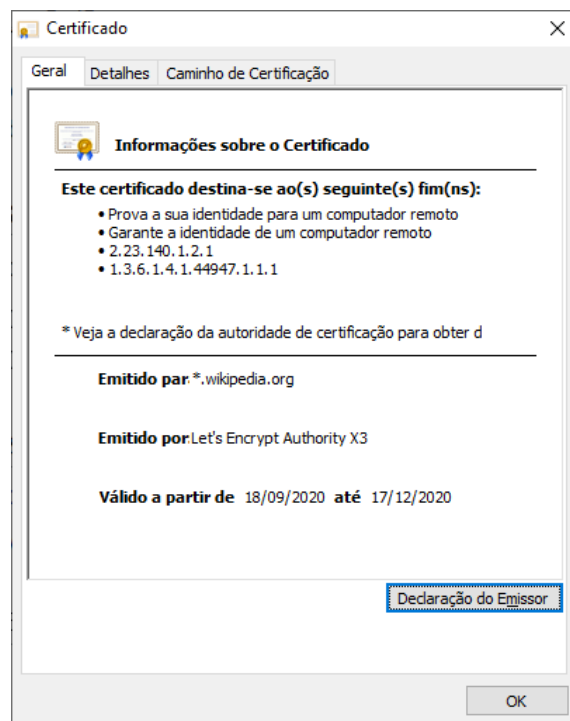 Certificado
Geral Detalhes Caminho de Certificação
Informações sobre o Certificado
Este certificado destina-se ao(s) seguinte(s) fim(ns):
• Prova a sua identidade para um computador remoto
• Garante a identidade de um computador remoto
• 2.23.140.1.2.1
• 1.3.6.1.4.1.44947.1.1.1
* Veja a declaração da autoridade de certificação para obter d
Emitido par *.wikipedia.org
Emitido por Let's Encrypt Authority X3
Válido a partir de 18/09/2020 até 17/12/2020
Declaração do Emissor
OK